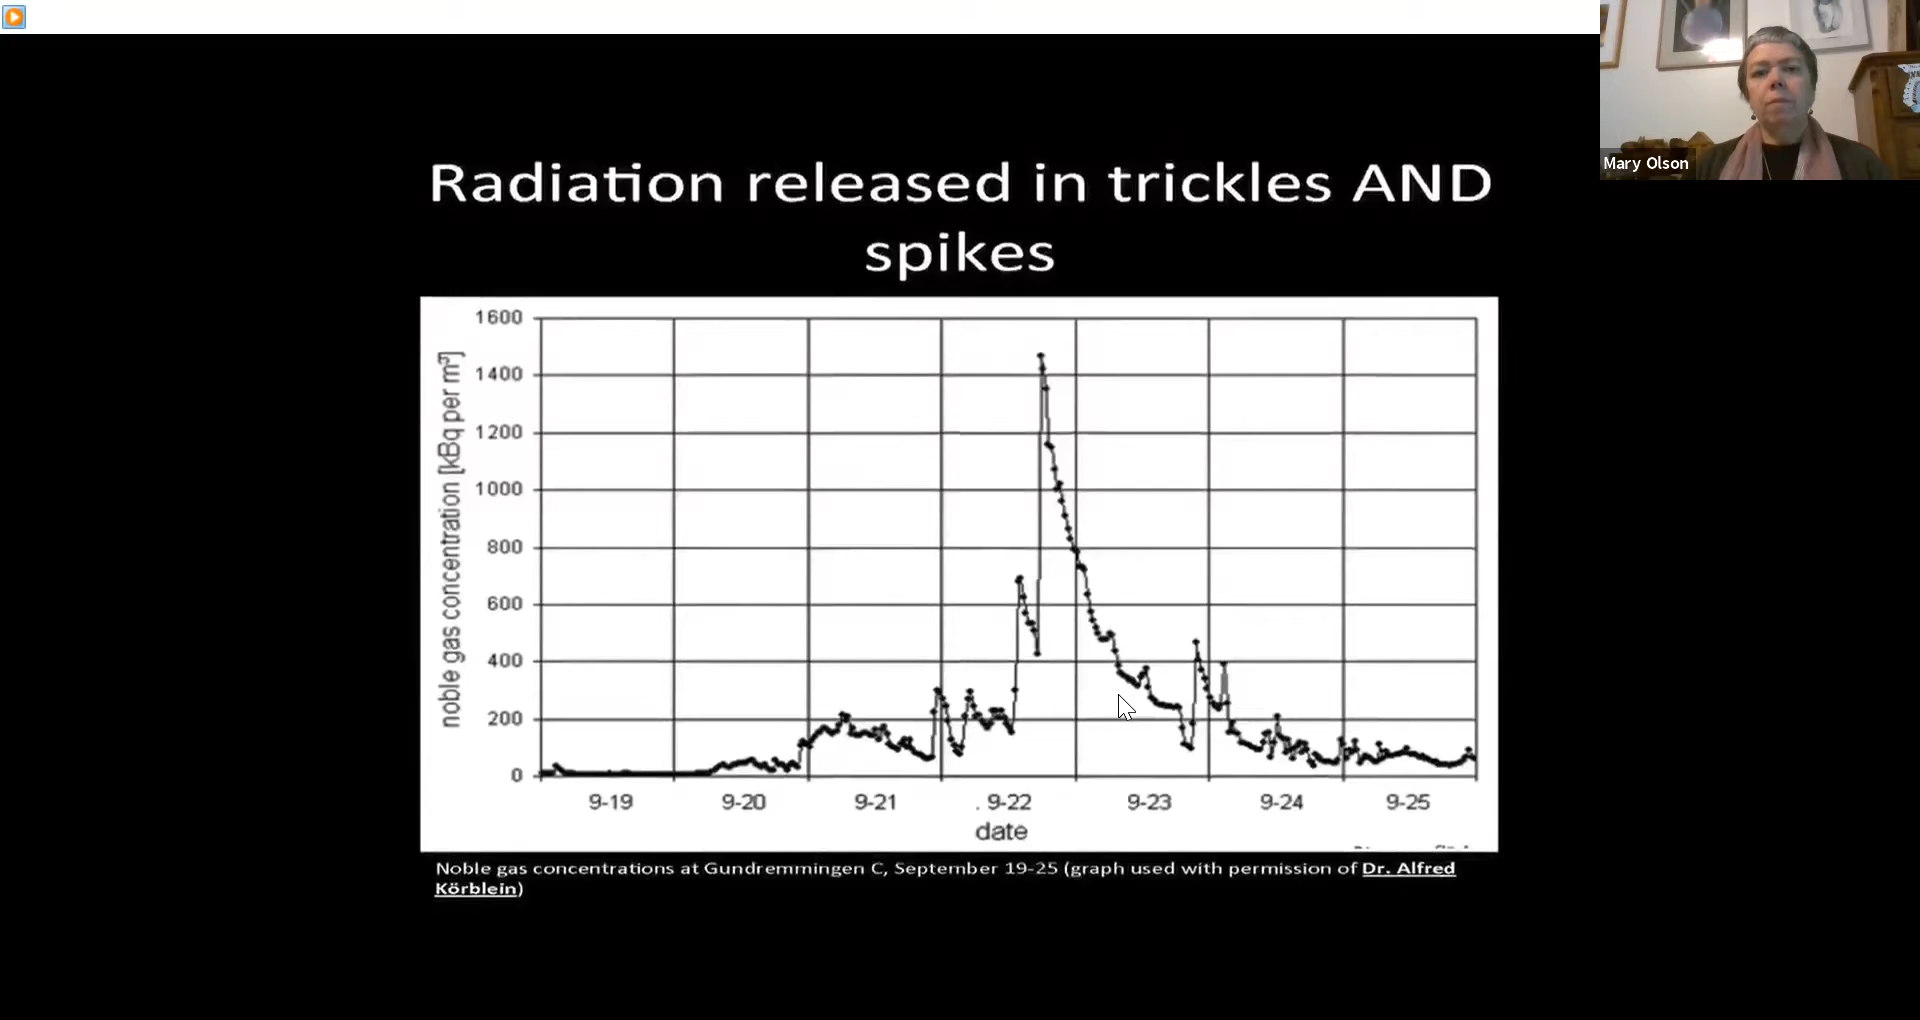 Mary Olson
Radiation released in trickles AND
spikes
noble gas concentration [kBq per m³]
1600
1400
1200
1000
800
600
400
200
0
9-19 9-20 9-21 . 9-22 9-23 9-24 9-25
date
Noble gas concentrations at Gundremmingen C, September 19-25 (graph used with permission of Dr. Alfred
Körblein)